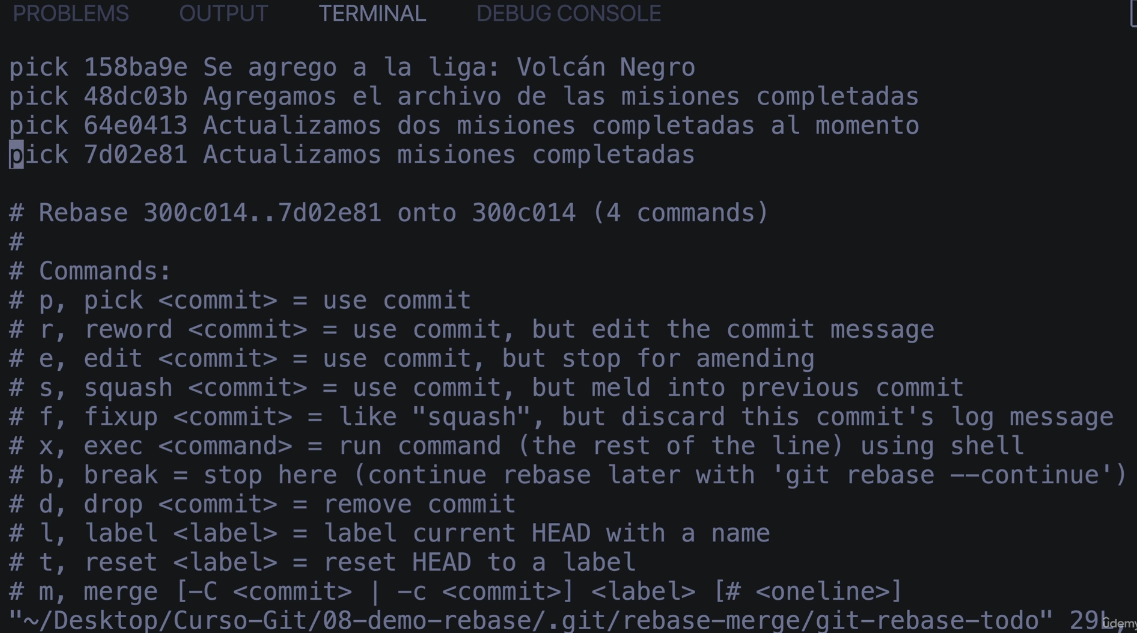 PROBLEMS OUTPUT TERMINAL DEBUG CONSOLE
pick 158ba9e Se agrego a la liga: Volcán Negro
pick 48dc03b Agregamos el archivo de las misiones completadas
pick 64e0413 Actualizamos dos misiones completadas al momento
pick 7d02e81 Actualizamos misiones completadas
# Rebase 300c014..7d02e81 onto 300c014 (4 commands)
#
# Commands:
# p, pick <commit> = use commit
# r, reword <commit> = use commit, but edit the commit message
# e, edit <commit> = use commit, but stop for amending
# s, squash <commit> = use commit, but meld into previous commit
# f, fixup <commit> = like "squash", but discard this commit's log message
# x, exec <command> = run command (the rest of the line) using shell
# b, break = stop here (continue rebase later with 'git rebase --continue')
# d, drop <commit> = remove commit
# l, label <label> = label current HEAD with a name
# t, reset <label> = reset HEAD to a label
# m, merge [-C <commit> | -c <commit>] <label> [# <oneline>]
"~/Desktop/Curso-Git/08-demo-rebase/.git/rebase-merge/git-rebase-todo" 29L,
udemy